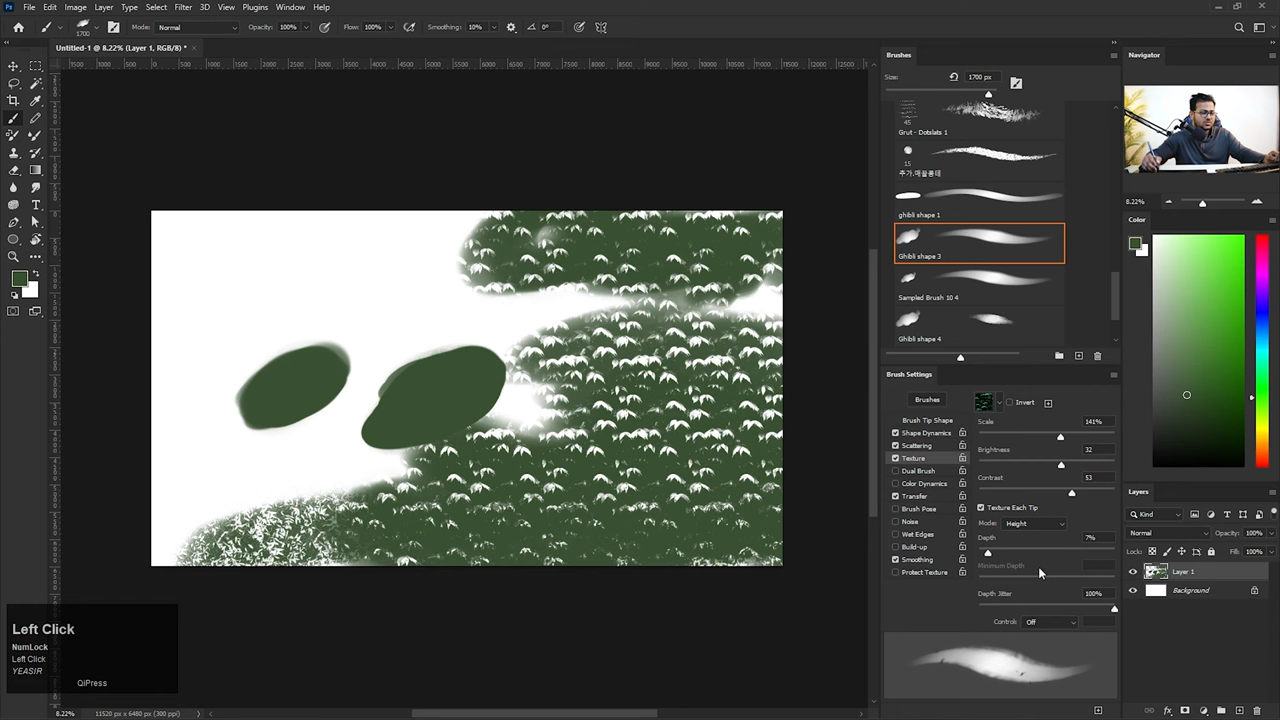 Ps File Edit Image Layer Type Select Filter 3D View Plugins Window Help
1700 Mode: Normal Opacity: 100% Flow: 100% Smoothing: 10% 0°
Untitled-1 @ 8.22% (Layer 1, RGB/8) *
Brushes
Size: 1700 px
45
Grut - Dotslats 1
15
ghibli shape 1
Ghibli shape 3
Sampled Brush 10 4
Ghibli shape 4
Brush Settings
Brushes
Invert
Brush Tip Shape
Shape Dynamics
Scattering
Texture
Dual Brush
Color Dynamics
Transfer
Brush Pose
Noise
Wet Edges
Build-up
Smoothing
Protect Texture
Scale 141%
Brightness 32
Contrast 53
Texture Each Tip
Mode: Height
Depth 7%
Minimum Depth
Depth Jitter 100%
Control: Off
Navigator
8.22%
Color
Layers
Kind
Normal Opacity: 100%
Lock: Fill: 100%
Layer 1
Background
Left Click
NumLock
Left Click
YEASIR
QiPress
8.22% 11520 px x 6480 px (300 ppi)